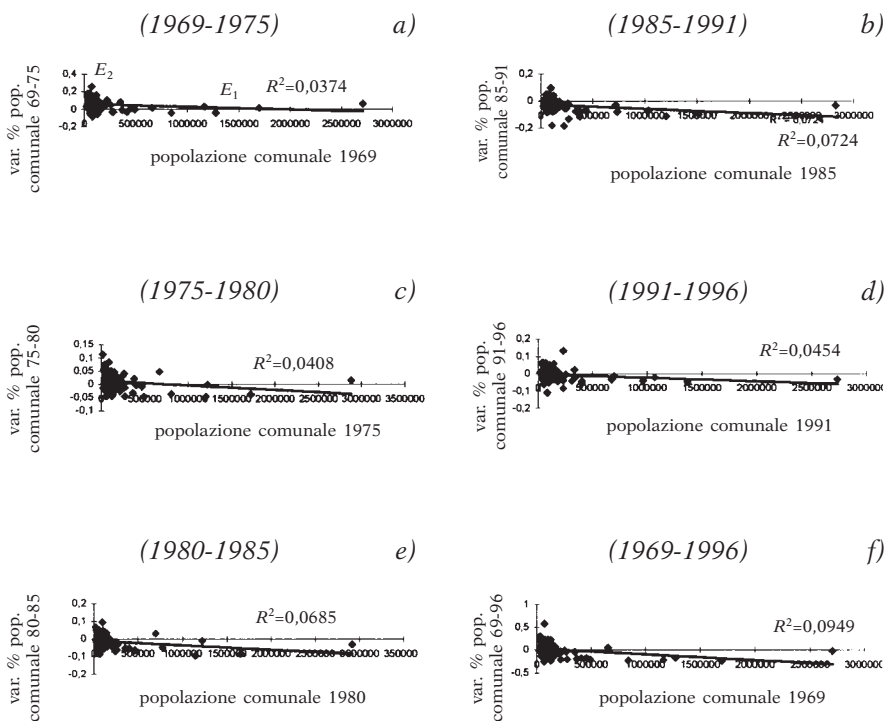 (1969-1975) a)
var. % pop.
comunale 69-75
0,4
0,2
0
-0,2
E2
E1
R²=0,0374
0 500000 1000000 1500000 2000000 2500000 3000000
popolazione comunale 1969
(1985-1991) b)
var. % pop.
comunale 85-91
0,2
0
-0,2
R²=0,0724
popolazione comunale 1985
(1975-1980) c)
var. % pop.
comunale 75-80
0,15
0,1
0,05
0
-0,05
-0,1
R²=0,0408
0 500000 1000000 1500000 2000000 2500000 3000000 3500000
popolazione comunale 1975
(1991-1996) d)
var. % pop.
comunale 91-96
0,2
0,1
0
-0,1
-0,2
R²=0,0454
0 500000 1000000 1500000 2000000 2500000 3000000
popolazione comunale 1991
(1980-1985) e)
var. % pop.
comunale 80-85
0,2
0,1
0
-0,1
-0,2
R²=0,0685
popolazione comunale 1980
(1969-1996) f)
var. % pop.
comunale 69-96
1
0,5
0
-0,5
R²=0,0949
0 500000 1000000 1500000 2000000 2500000 3000000
popolazione comunale 1969